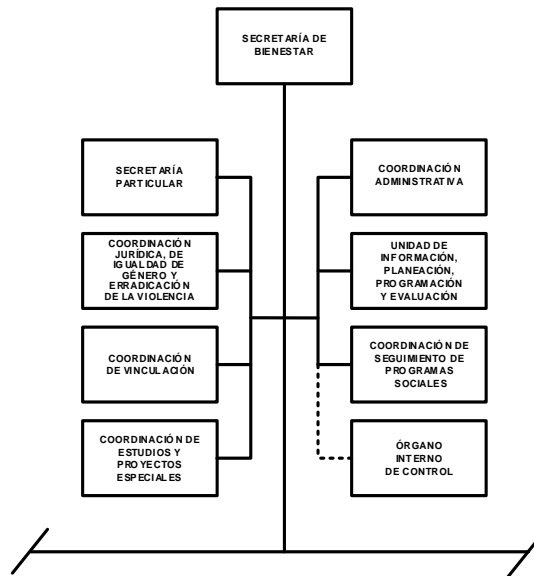 SECRETARÍA DE
BIENESTAR
SECRETARÍA
PARTICULAR
COORDINACIÓN
ADMINISTRATIVA
COORDINACIÓN
JURÍDICA, DE
IGUALDAD DE
GÉNERO Y
ERRADICACIÓN
DE LA VIOLENCIA
UNIDAD DE
INFORMACIÓN,
PLANEACIÓN,
PROGRAMACIÓN
Y EVALUACIÓN
COORDINACIÓN
DE VINCULACIÓN
COORDINACIÓN DE
SEGUIMIENTO DE
PROGRAMAS
SOCIALES
COORDINACIÓN DE
ESTUDIOS Y
PROYECTOS
ESPECIALES
ÓRGANO
INTERNO
DE CONTROL